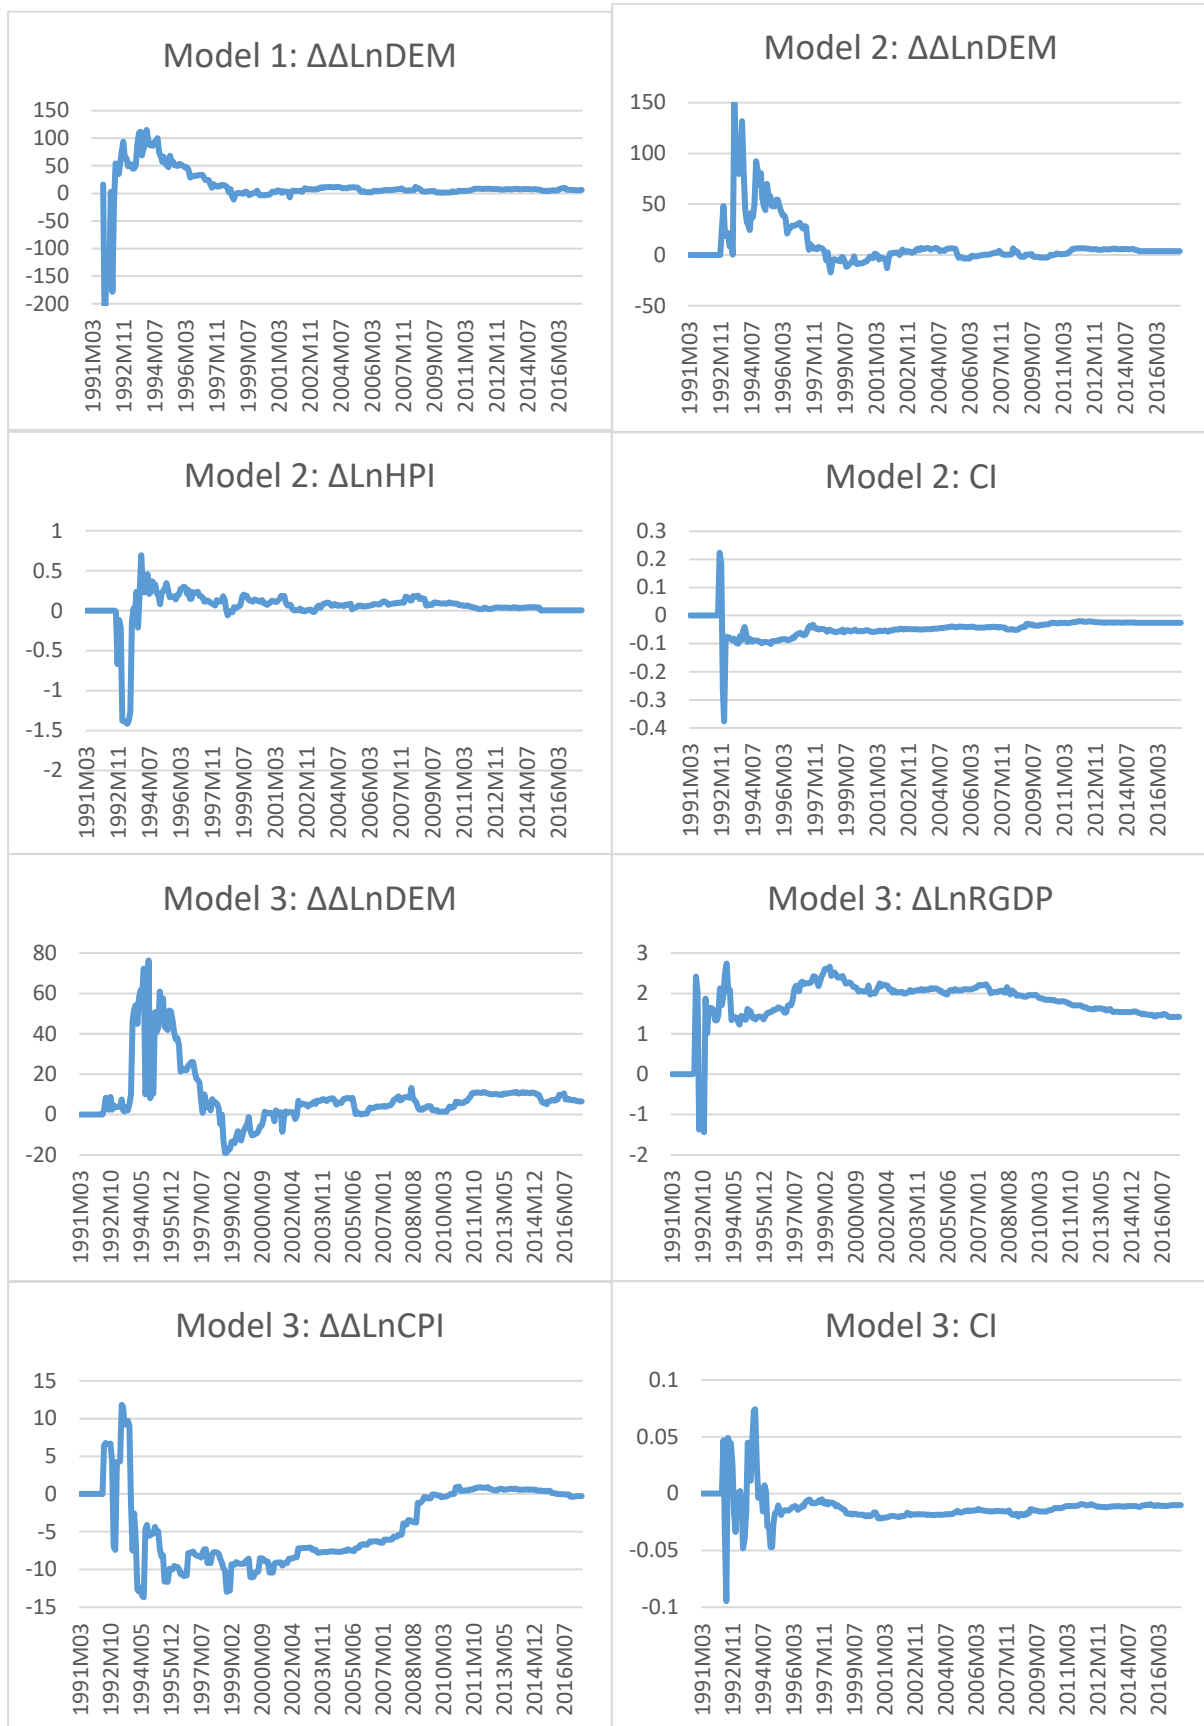 Model 1: ΔΔLnDEM
150
100
50
0
-50
-100
-150
-200
1991M03
1992M11
1994M07
1996M03
1997M11
1999M07
2001M03
2002M11
2004M07
2006M03
2007M11
2009M07
2011M03
2012M11
2014M07
2016M03
Model 2: ΔΔLnDEM
150
100
50
0
-50
1991M03
1992M11
1994M07
1996M03
1997M11
1999M07
2001M03
2002M11
2004M07
2006M03
2007M11
2009M07
2011M03
2012M11
2014M07
2016M03
Model 2: ΔLnHPI
1
0.5
0
-0.5
-1
-1.5
-2
1991M03
1992M11
1994M07
1996M03
1997M11
1999M07
2001M03
2002M11
2004M07
2006M03
2007M11
2009M07
2011M03
2012M11
2014M07
2016M03
Model 2: CI
0.3
0.2
0.1
0
-0.1
-0.2
-0.3
-0.4
1991M03
1992M11
1994M07
1996M03
1997M11
1999M07
2001M03
2002M11
2004M07
2006M03
2007M11
2009M07
2011M03
2012M11
2014M07
2016M03
Model 3: ΔΔLnDEM
80
60
40
20
0
-20
1991M03
1992M10
1994M05
1995M12
1997M07
1999M02
2000M09
2002M04
2003M11
2005M06
2007M01
2008M08
2010M03
2011M10
2013M05
2014M12
2016M07
Model 3: ΔLnRGDP
3
2
1
0
-1
-2
1991M03
1992M10
1994M05
1995M12
1997M07
1999M02
2000M09
2002M04
2003M11
2005M06
2007M01
2008M08
2010M03
2011M10
2013M05
2014M12
2016M07
Model 3: ΔΔLnCPI
15
10
5
0
-5
-10
-15
1991M03
1992M10
1994M05
1995M12
1997M07
1999M02
2000M09
2002M04
2003M11
2005M06
2007M01
2008M08
2010M03
2011M10
2013M05
2014M12
2016M07
Model 3: CI
0.1
0.05
0
-0.05
-0.1
1991M03
1992M11
1994M07
1996M03
1997M11
1999M07
2001M03
2002M11
2004M07
2006M03
2007M11
2009M07
2011M03
2012M11
2014M07
2016M03